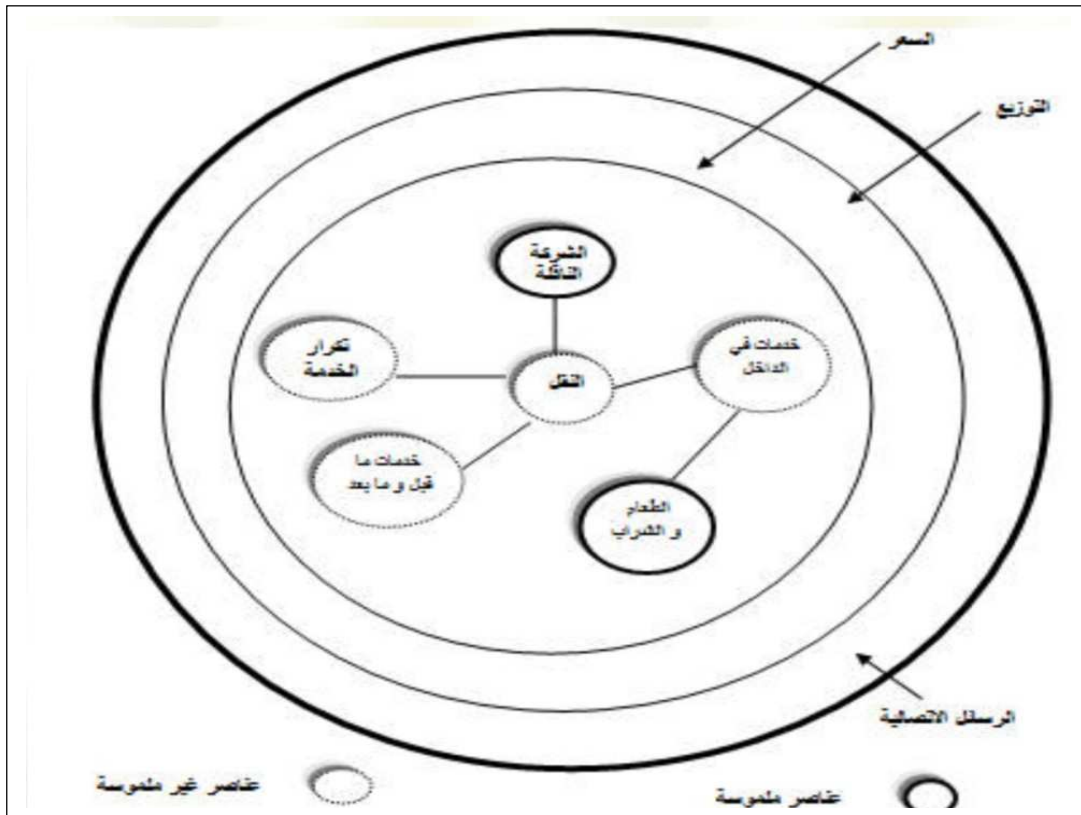 السعر
التوزيع
الشركة
الناقلة
تكرار
الخدمة
النقل
خدمات في
الداخل
خدمات ما
قبل و ما بعد
الطعام
و الشراب
الرسائل الاتصالية
عناصر غير ملموسة
عناصر ملموسة